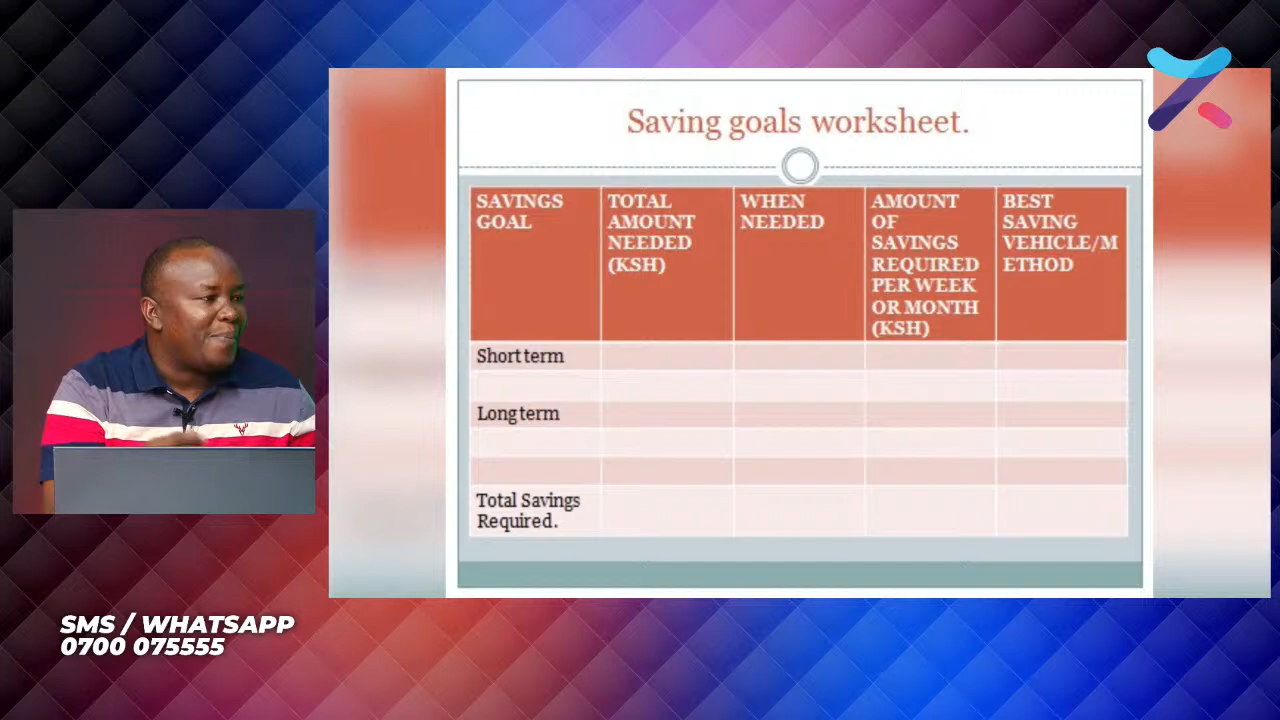 Saving goals worksheet.
SAVINGS
GOAL
TOTAL
AMOUNT
NEEDED
(KSH)
WHEN
NEEDED
AMOUNT
OF
SAVINGS
REQUIRED
PER WEEK
OR MONTH
(KSH)
BEST
SAVING
VEHICLE/M
ETHOD
Short term
Long term
Total Savings
Required.
SMS / WHATSAPP
0700 075555